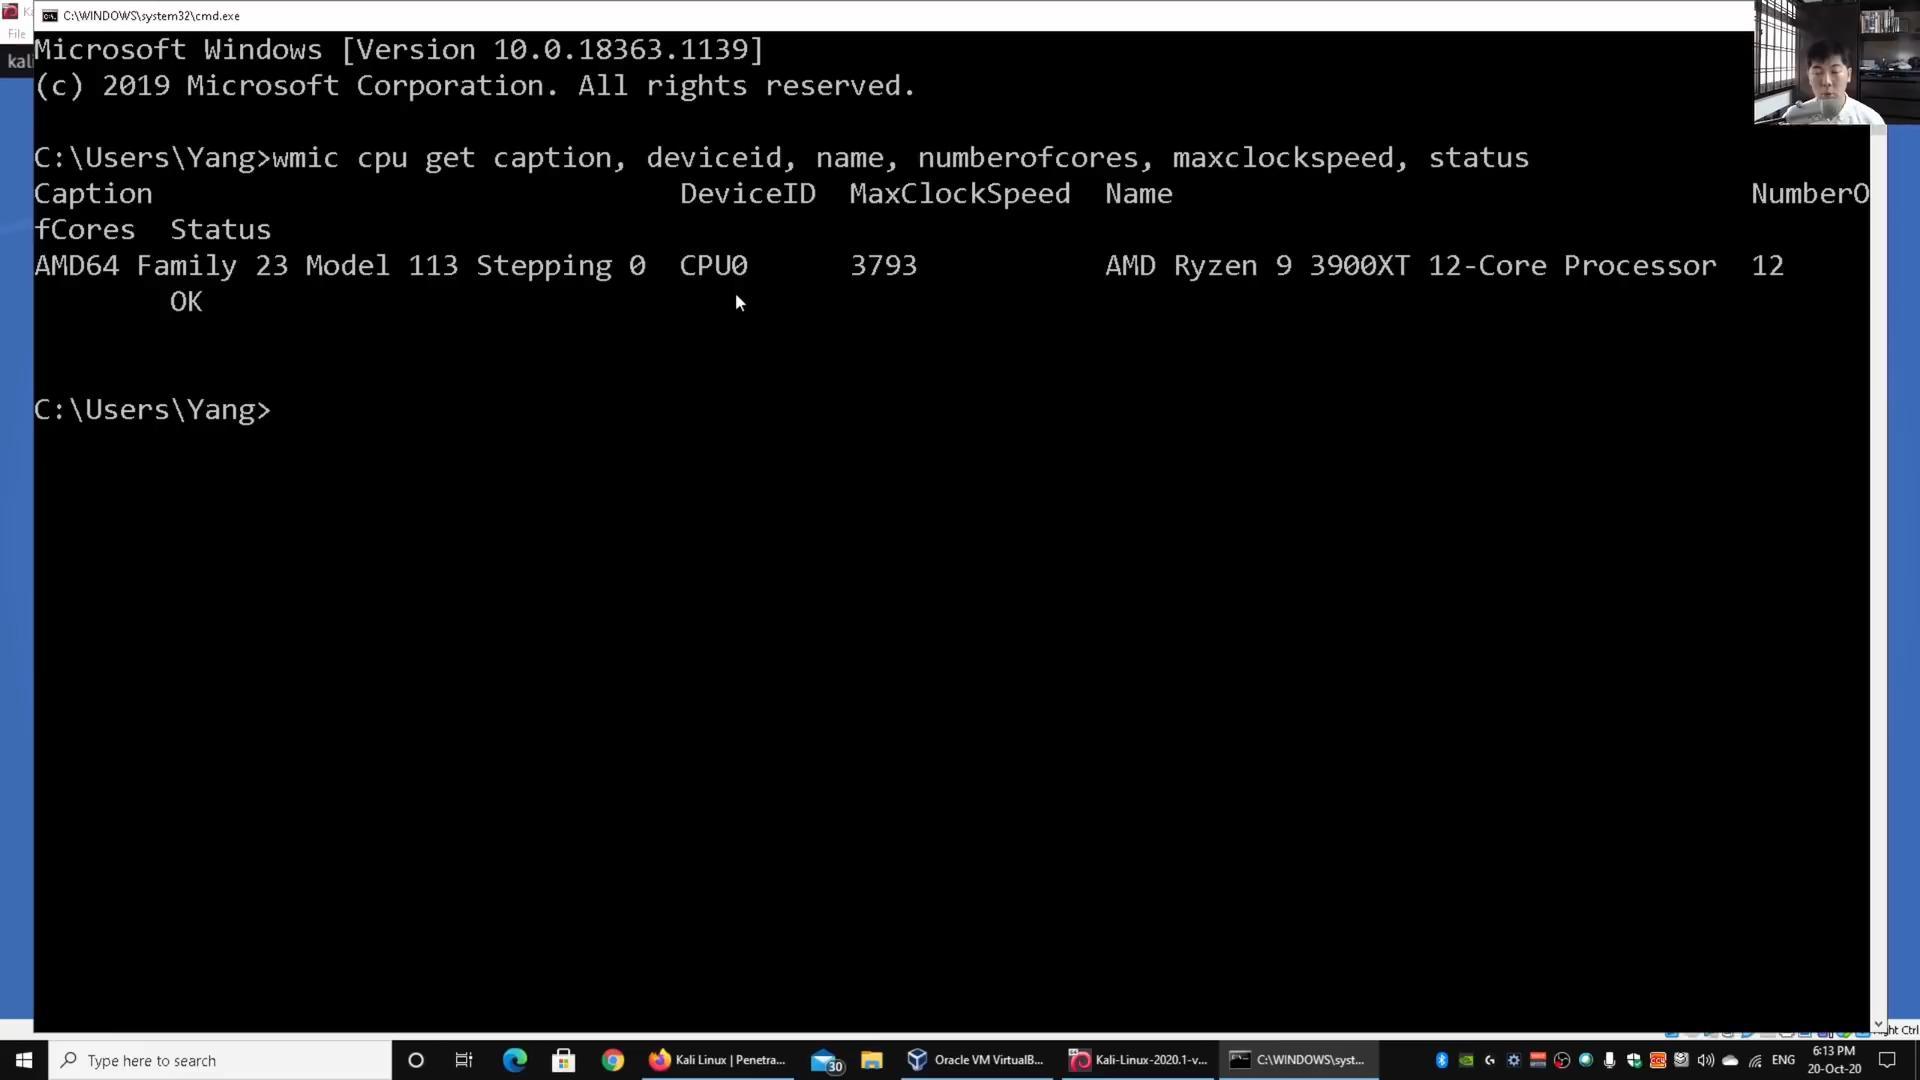 C:\WINDOWS\system32\cmd.exe
File
kal
Microsoft Windows [Version 10.0.18363.1139]
(c) 2019 Microsoft Corporation. All rights reserved.
C:\Users\Yang>wmic cpu get caption, deviceid, name, numberofcores, maxclockspeed, status
Caption DeviceID MaxClockSpeed Name NumberO
fCores Status
AMD64 Family 23 Model 113 Stepping 0 CPU0 3793 AMD Ryzen 9 3900XT 12-Core Processor 12
OK
C:\Users\Yang>
ght Ctrl
Type here to search
Kali Linux | Penetra...
30
Oracle VM VirtualB...
Kali-Linux-2020.1-v...
C:\WINDOWS\syst...
ENG
6:13 PM
20-Oct-20